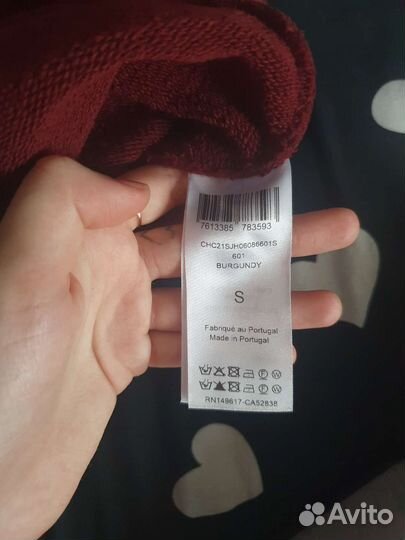 7613385 783593
CHC21SJH06086601S
601
BURGUNDY
S
Fabriqué au Portugal
Made in Portugal
RN149617-CA52838
Avito